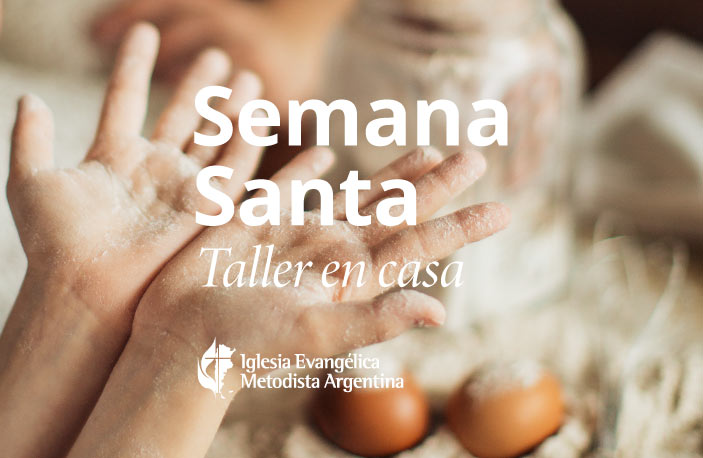 Semana
Santa
Taller en casa
Iglesia Evangélica
Metodista Argentina